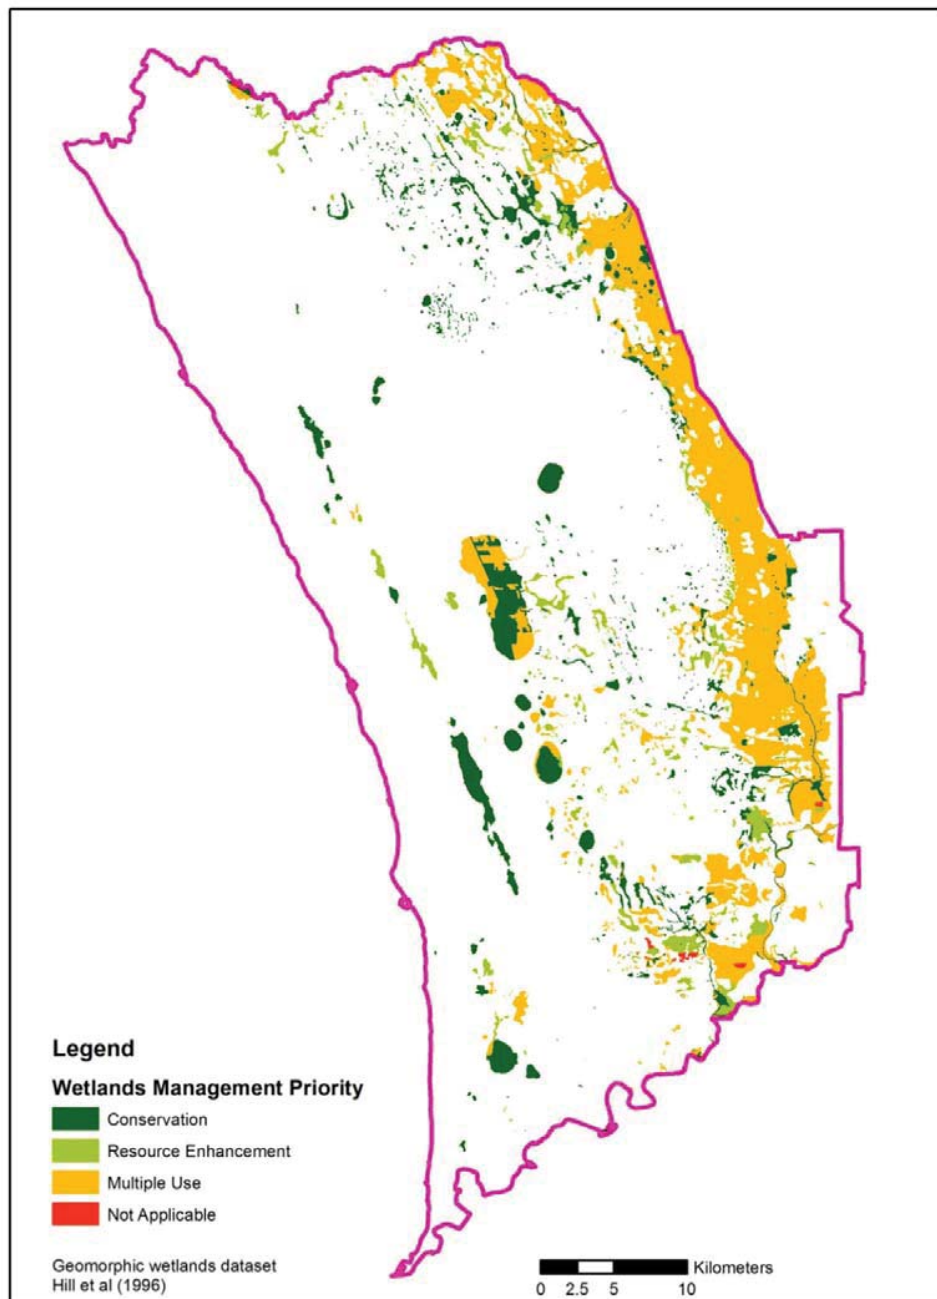 Legend
Wetlands Management Priority
Conservation
Resource Enhancement
Multiple Use
Not Applicable
Geomorphic wetlands dataset
Hill et al (1996)
Kilometers
0 2.5 5 10